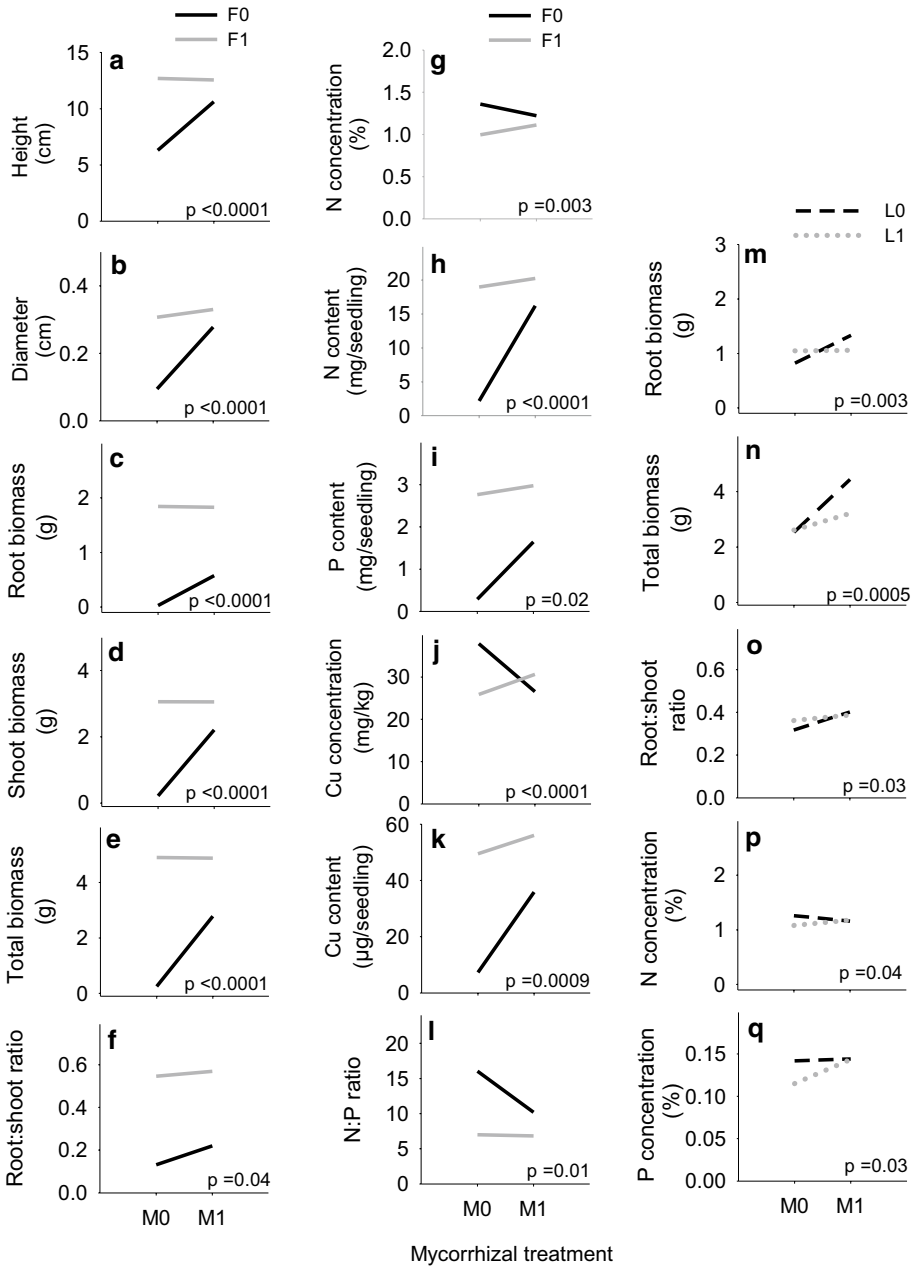 F0
F1
a
15
10
5
0
Height
(cm)
p <0.0001
b
0.4
0.2
0.0
Diameter
(cm)
p <0.0001
c
2
1
0
Root biomass
(g)
p <0.0001
d
4
2
0
Shoot biomass
(g)
p <0.0001
e
4
2
0
Total biomass
(g)
p <0.0001
f
0.6
0.4
0.2
0.0
Root:shoot ratio
p =0.04
M0 M1
F0
F1
g
2.0
1.5
1.0
0.5
0.0
N concentration
(%)
p =0.003
h
20
15
10
5
0
N content
(mg/seedling)
p <0.0001
i
3
2
1
0
P content
(mg/seedling)
p =0.02
j
30
20
10
0
Cu concentration
(mg/kg)
p <0.0001
k
60
40
20
0
Cu content
(µg/seedling)
p =0.0009
l
20
15
10
5
0
N:P ratio
p =0.01
M0 M1
L0
L1
m
3
2
1
0
Root biomass
(g)
p =0.003
n
4
2
0
Total biomass
(g)
p =0.0005
o
0.6
0.4
0.2
0.0
Root:shoot
ratio
p =0.03
p
2
1
0
N concentration
(%)
p =0.04
q
0.15
0.10
0.05
0.00
P concentration
(%)
p =0.03
M0 M1
Mycorrhizal treatment